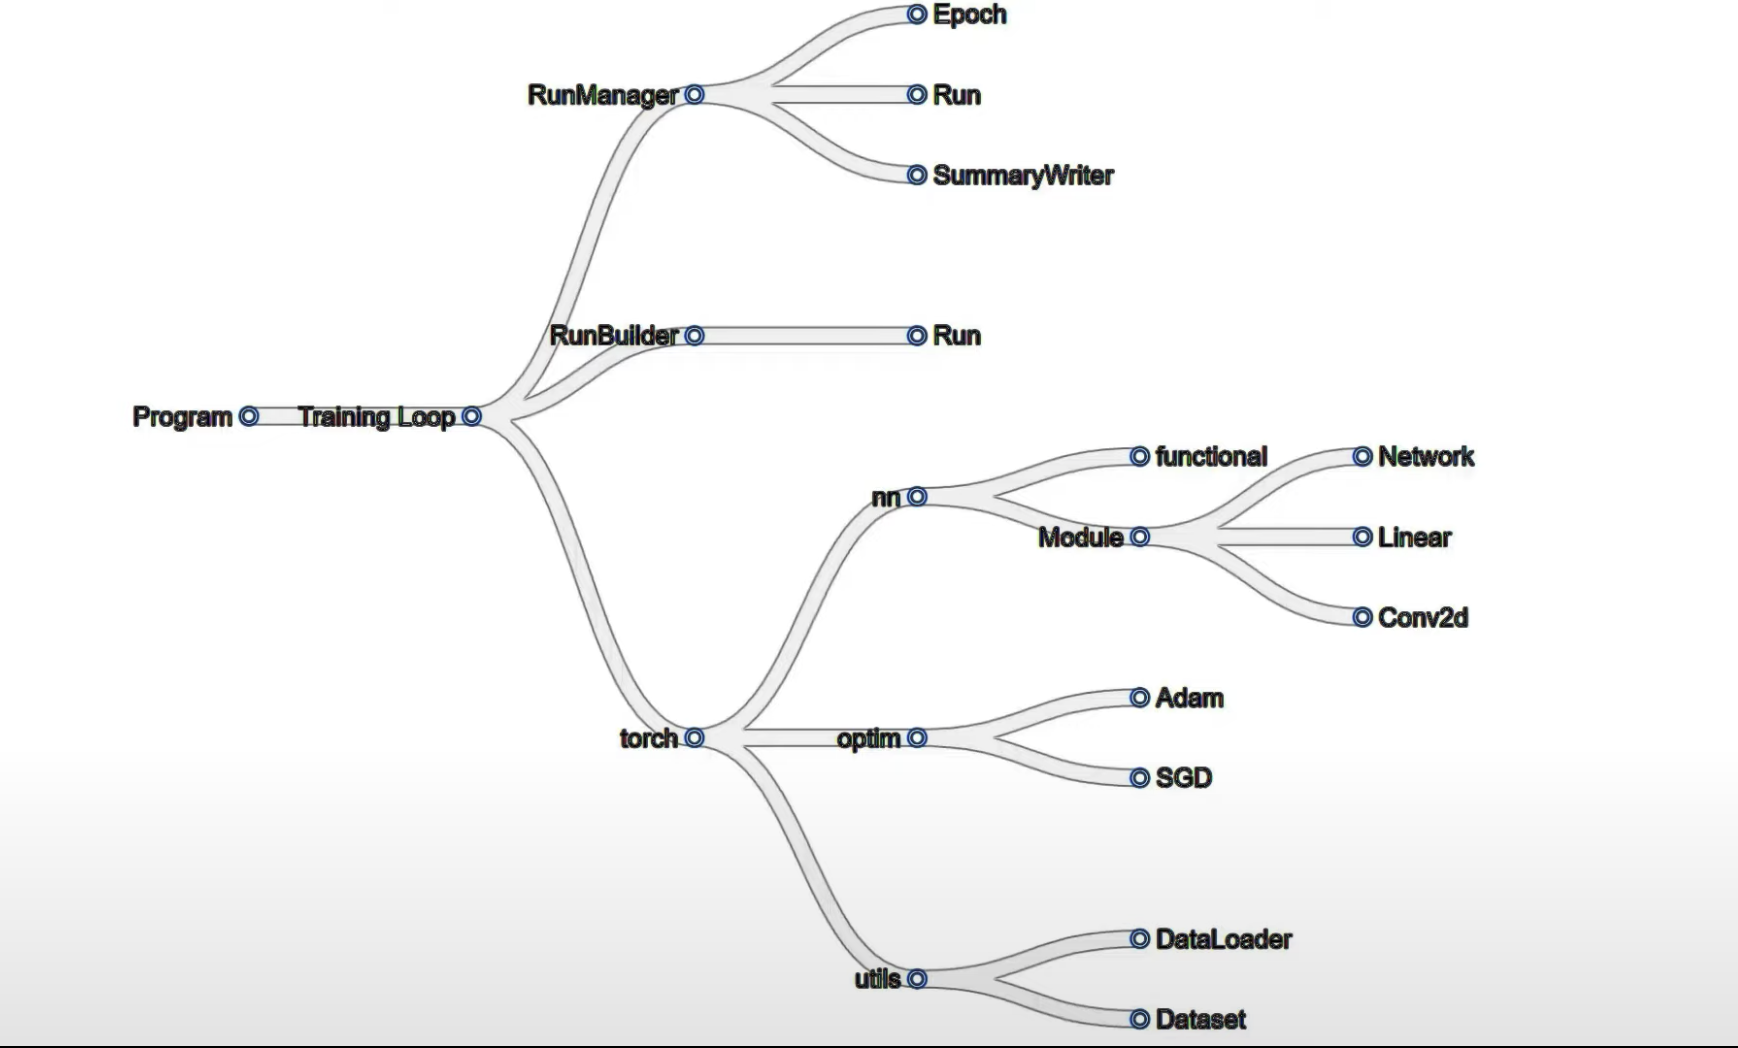 Epoch
RunManager
Run
SummaryWriter
RunBuilder
Run
Program
Training Loop
functional
Network
nn
Module
Linear
Conv2d
Adam
torch
optim
SGD
DataLoader
utils
Dataset